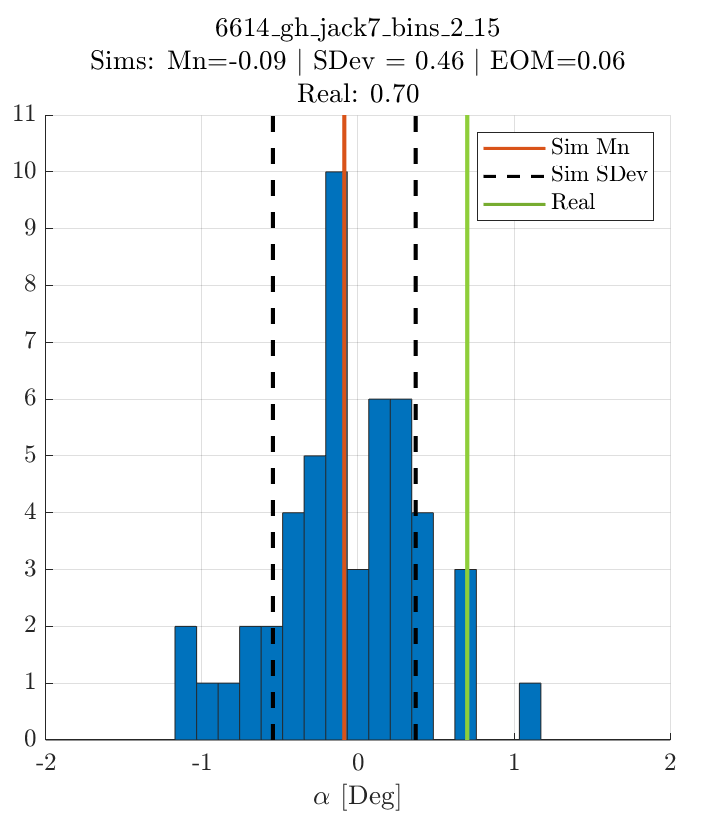 6614_gh_jack7_bins_2_15
Sims: Mn=-0.09 | SDev = 0.46 | EOM=0.06
Real: 0.70
11
10
9
8
7
6
5
4
3
2
1
0
Sim Mn
Sim SDev
Real
-2
-1
0
1
2
α [Deg]